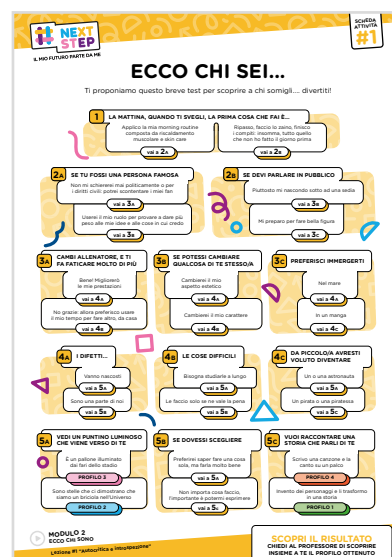 NEXT
STEP
IL MIO FUTURO PARTE DA ME
SCHEDA
ATTIVITÀ
#1
ECCO CHI SEI...
Ti proponiamo questo breve test per scoprire a chi somigli.... divertiti!
1 LA MATTINA, QUANDO TI SVEGLI, LA PRIMA COSA CHE FAI È...
Applico la mia morning routine
composta da riscaldamento
muscolare e skin care
vai a 2A
Ripasso, faccio lo zaino, finisco
i compiti: insomma, tutto quello
che non ho fatto il giorno prima
vai a 2B
2A SE TU FOSSI UNA PERSONA FAMOSA
Non mi schiererei mai politicamente o per
i diritti civili: potrei scontentare i miei fan
vai a 3A
Userei il mio ruolo per provare a dare più
peso alle mie idee e alle cose in cui credo
vai a 3B
2B SE DEVI PARLARE IN PUBBLICO
Piuttosto mi nascondo sotto ad una sedia
vai a 3B
Mi preparo per fare bella figura
vai a 3C
3A CAMBI ALLENATORE, E TI
FA FATICARE MOLTO DI PIÙ
Bene! Migliorerò
le mie prestazioni
vai a 4A
No grazie: allora preferisco usare
il mio tempo per fare altro, da casa
vai a 4B
3B SE POTESSI CAMBIARE
QUALCOSA DI TE STESSO/A
Cambierei il mio
aspetto estetico
vai a 4A
Cambierei il mio carattere
vai a 4B
3C PREFERISCI IMMERGERTI
Nel mare
vai a 4A
In un manga
vai a 4C
4A I DIFETTI...
Vanno nascosti
vai a 5A
Sono una parte di noi
vai a 5B
4B LE COSE DIFFICILI
Bisogna studiarle a lungo
vai a 5A
Le faccio solo se ne vale la pena
vai a 5B
4C DA PICCOLO/A AVRESTI
VOLUTO DIVENTARE
Un o una astronauta
vai a 5A
Un pirata o una piratessa
vai a 5C
5A VEDI UN PUNTINO LUMINOSO
CHE VIENE VERSO DI TE
È un pallone illuminato
dai fari dello stadio
PROFILO 3
Sono stelle che ci dimostrano che
siamo un briciola nell'Universo
PROFILO 2
5B SE DOVESSI SCEGLIERE
Preferirei saper fare una cosa
sola, ma farla molto bene
vai a 5A
Non importa cosa faccio,
l'importante è potermi esprimere
vai a 5C
5C VUOI RACCONTARE UNA
STORIA CHE PARLI DI TE
Scrivo una canzone e la
canto su un palco
PROFILO 4
Invento dei personaggi e li trasformo
in una storia
PROFILO 1
MODULO 2
ECCO CHI SONO
Lezione #1 "Autocritica e introspezione"
SCOPRI IL RISULTATO
CHIEDI AL PROFESSORE DI SCOPRIRE
INSIEME A TE IL PROFILO OTTENUTO